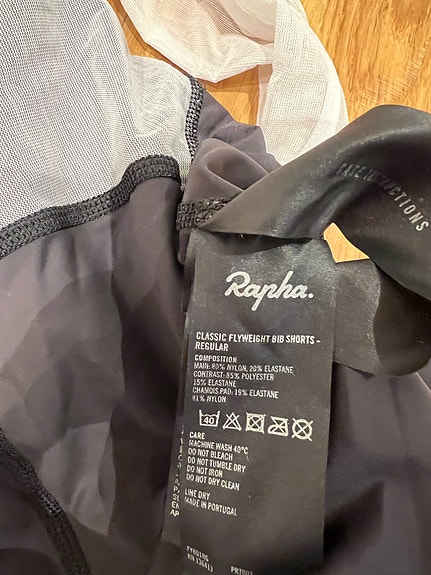 CARE INSTRUCTIONS
Rapha.
CLASSIC FLYWEIGHT BIB SHORTS -
REGULAR
COMPOSITION
MAIN: 80% NYLON, 20% ELASTANE
CONTRAST: 85% POLYESTER
15% ELASTANE
CHAMOIS PAD: 19% ELASTANE
81% NYLON
40
CARE
MACHINE WASH 40°C
DO NOT BLEACH
DO NOT TUMBLE DRY
DO NOT IRON
DO NOT DRY CLEAN
LINE DRY
MADE IN PORTUGAL